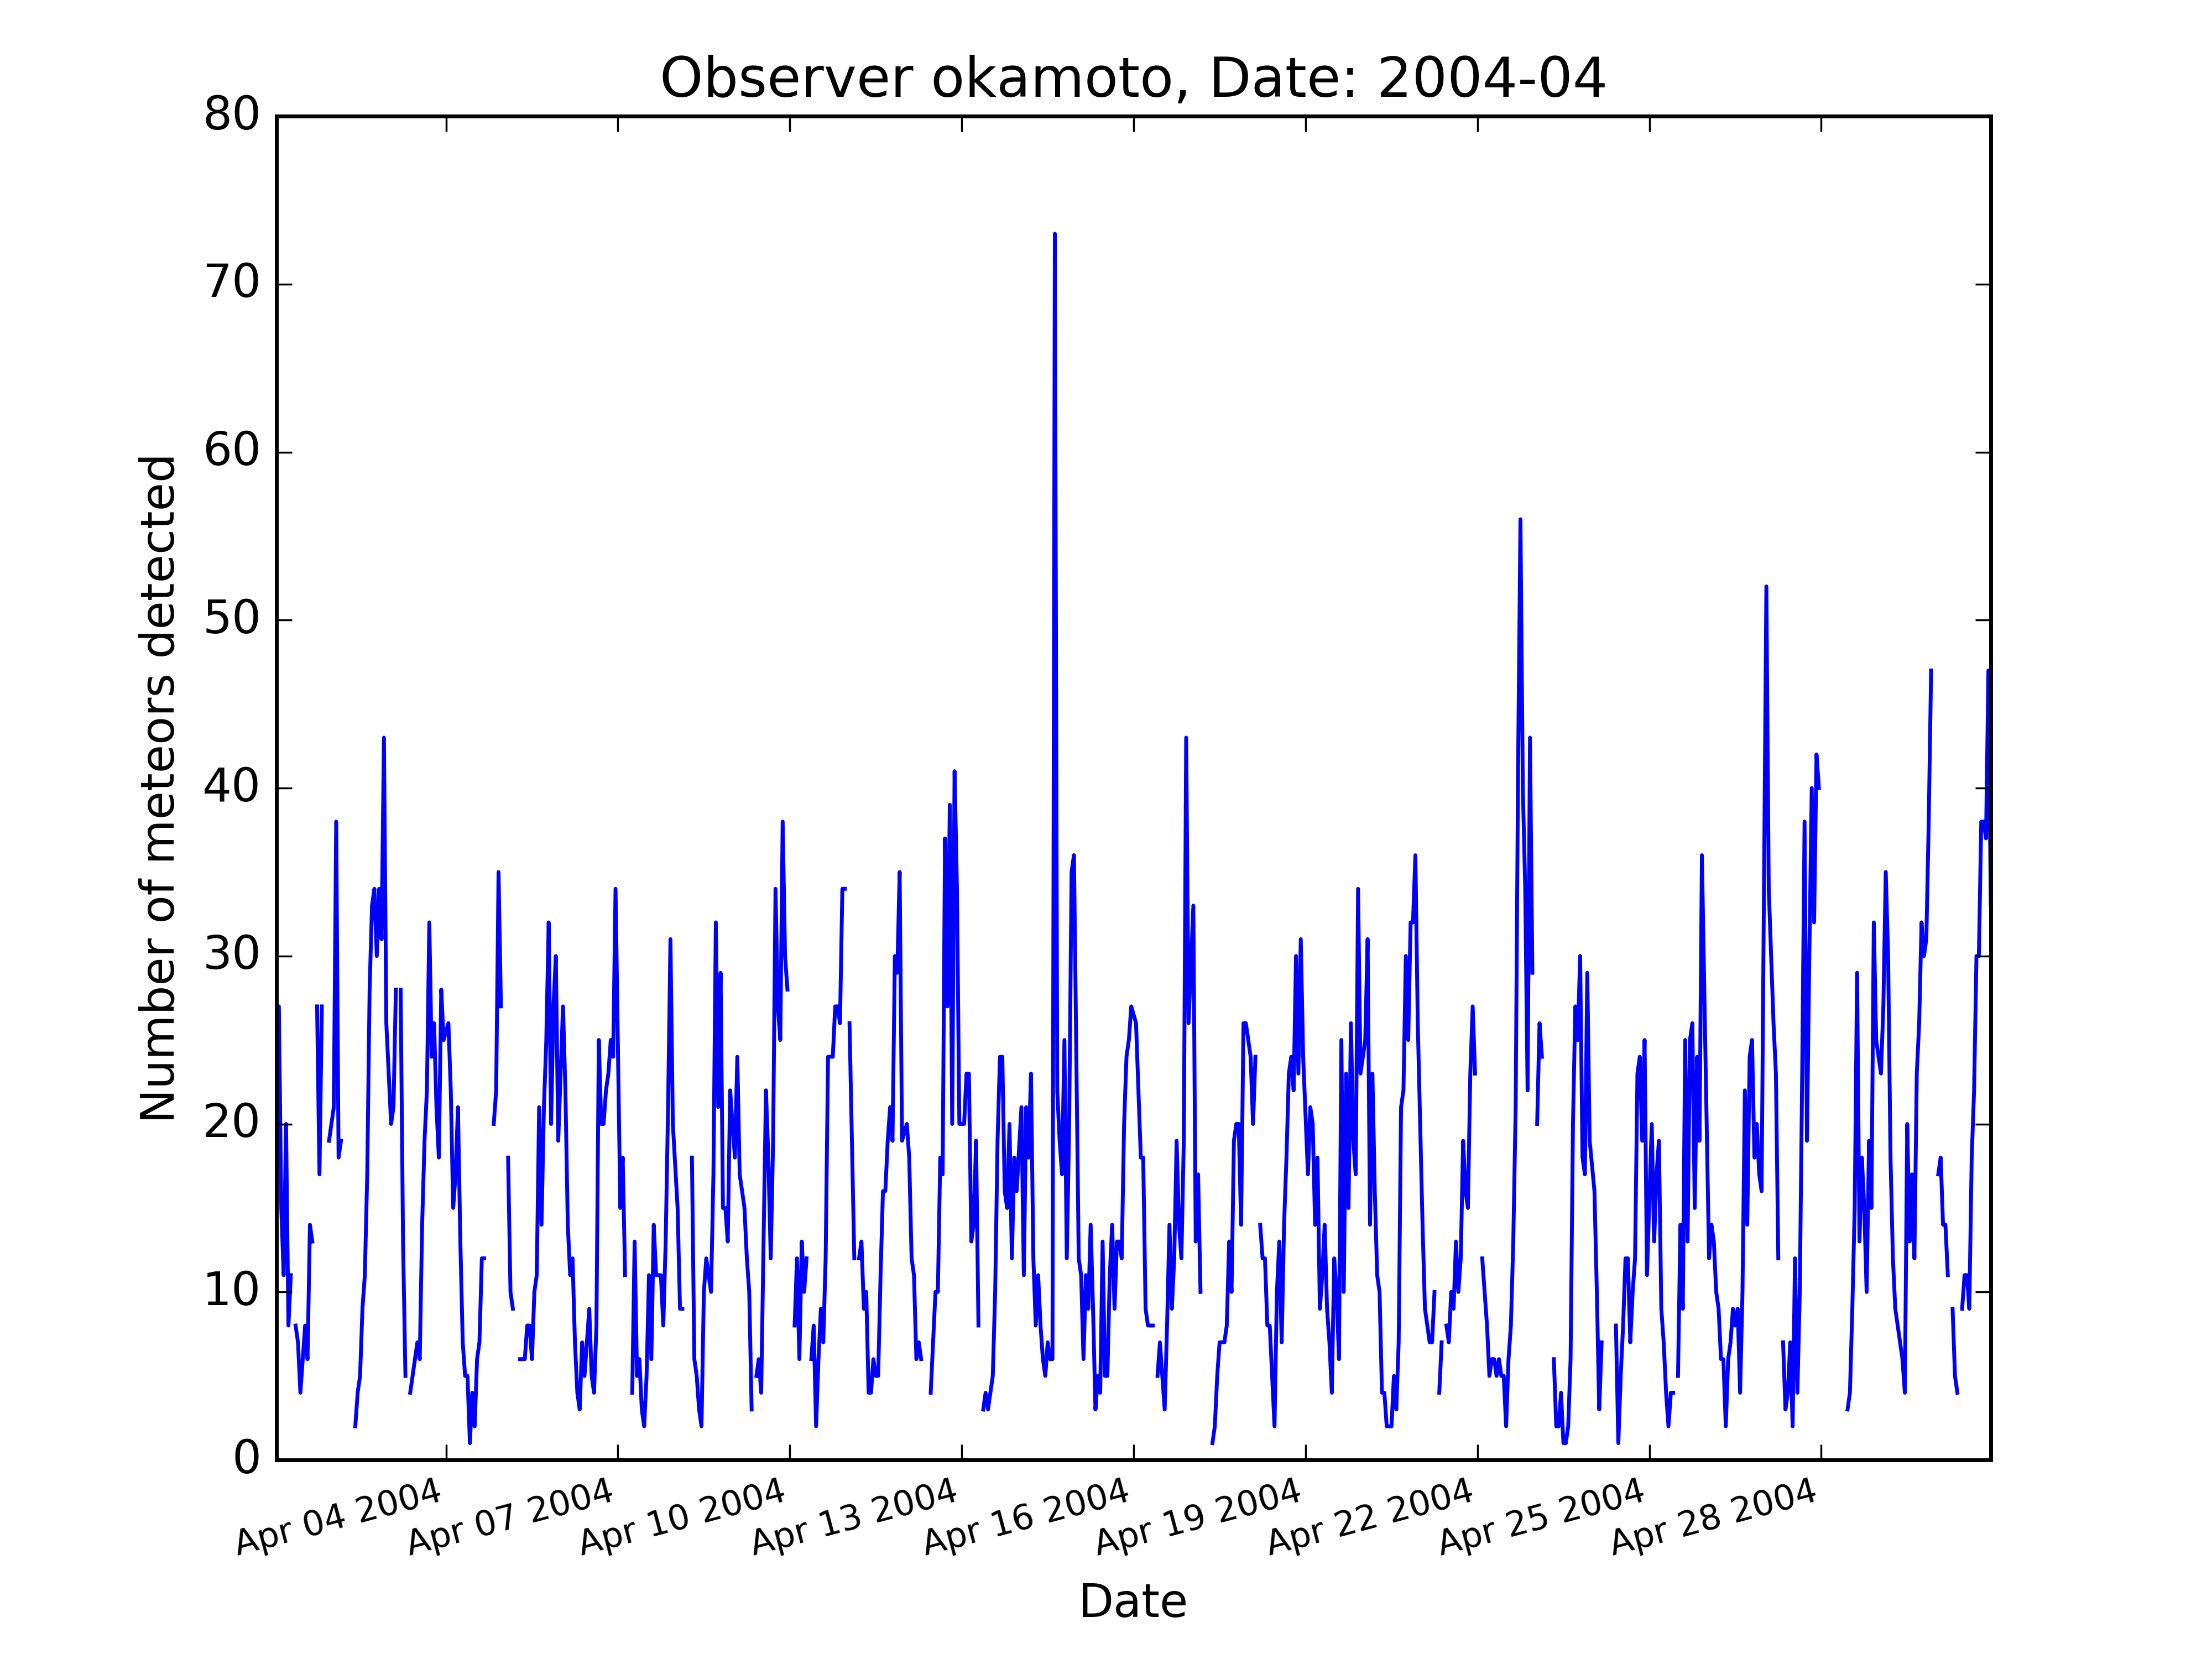 Observer okamoto, Date: 2004-04
Number of meteors detected
80
70
60
50
40
30
20
10
0
Apr 04 2004
Apr 07 2004
Apr 10 2004
Apr 13 2004
Apr 16 2004
Apr 19 2004
Apr 22 2004
Apr 25 2004
Apr 28 2004
Date